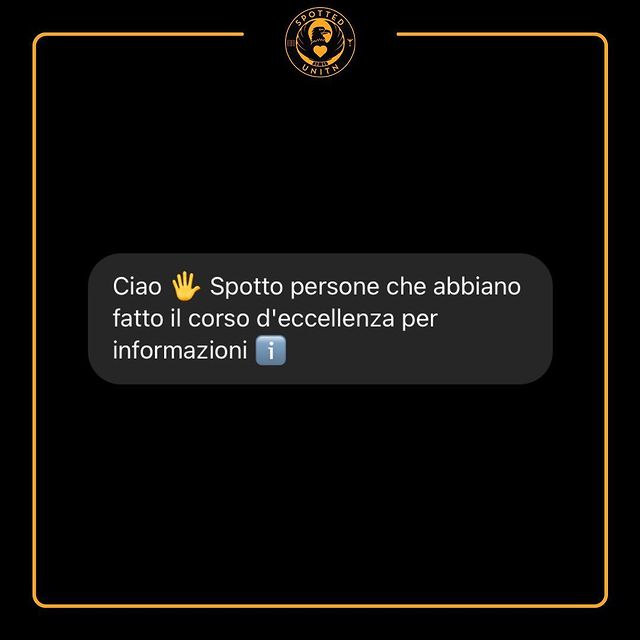 SPOTTED
UNITN
Ciao 🖐 Spotto persone che abbiano
fatto il corso d'eccellenza per
informazioni ℹ️